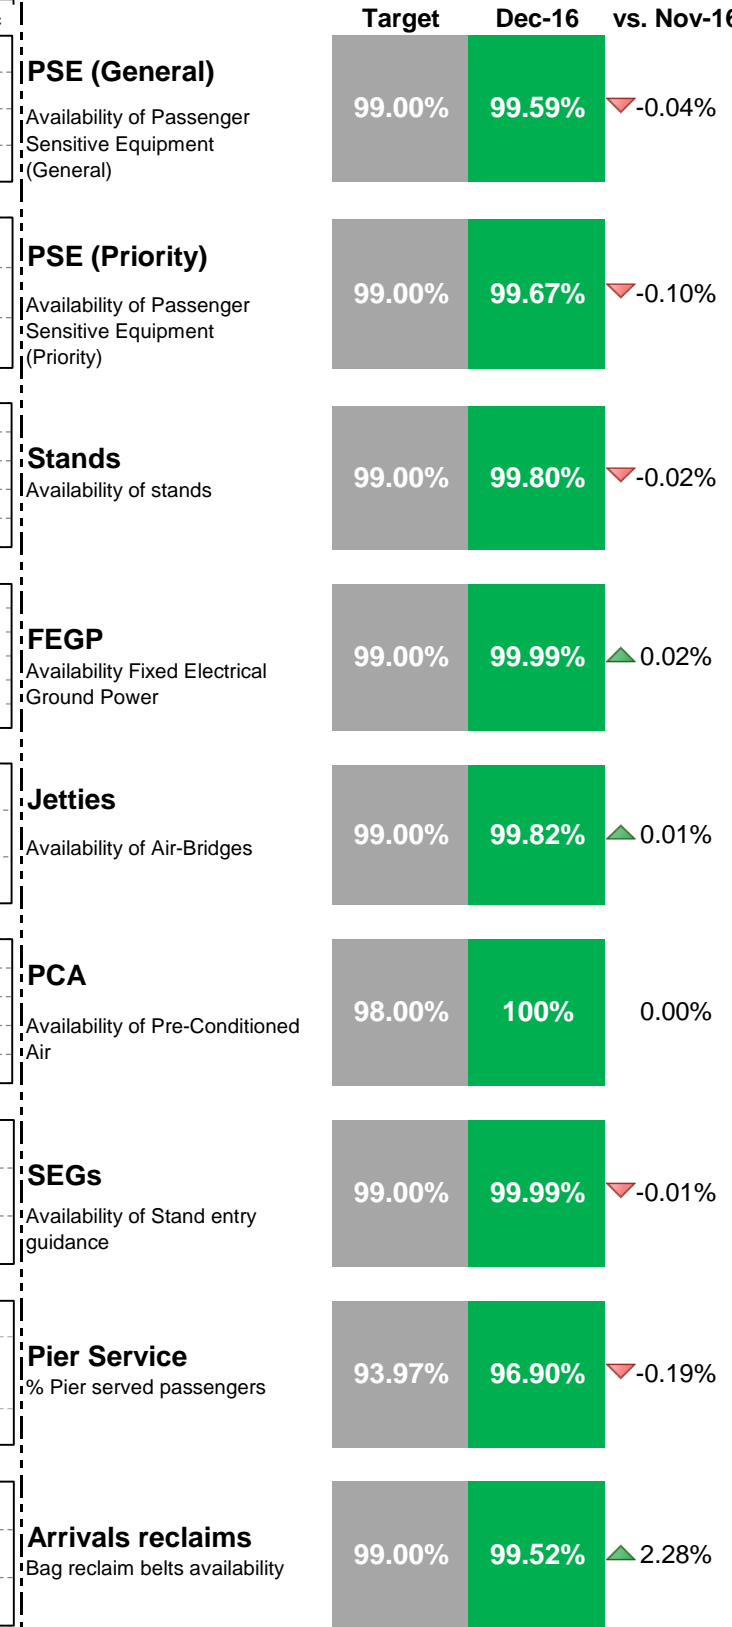 Target Dec-16 vs. Nov-16
PSE (General)
Availability of Passenger
Sensitive Equipment
(General)
99.00% 99.59% -0.04%
PSE (Priority)
Availability of Passenger
Sensitive Equipment
(Priority)
99.00% 99.67% -0.10%
Stands
Availability of stands
99.00% 99.80% -0.02%
FEGP
Availability Fixed Electrical
Ground Power
99.00% 99.99% 0.02%
Jetties
Availability of Air-Bridges
99.00% 99.82% 0.01%
PCA
Availability of Pre-Conditioned
Air
98.00% 100% 0.00%
SEGs
Availability of Stand entry
guidance
99.00% 99.99% -0.01%
Pier Service
% Pier served passengers
93.97% 96.90% -0.19%
Arrivals reclaims
Bag reclaim belts availability
99.00% 99.52% 2.28%